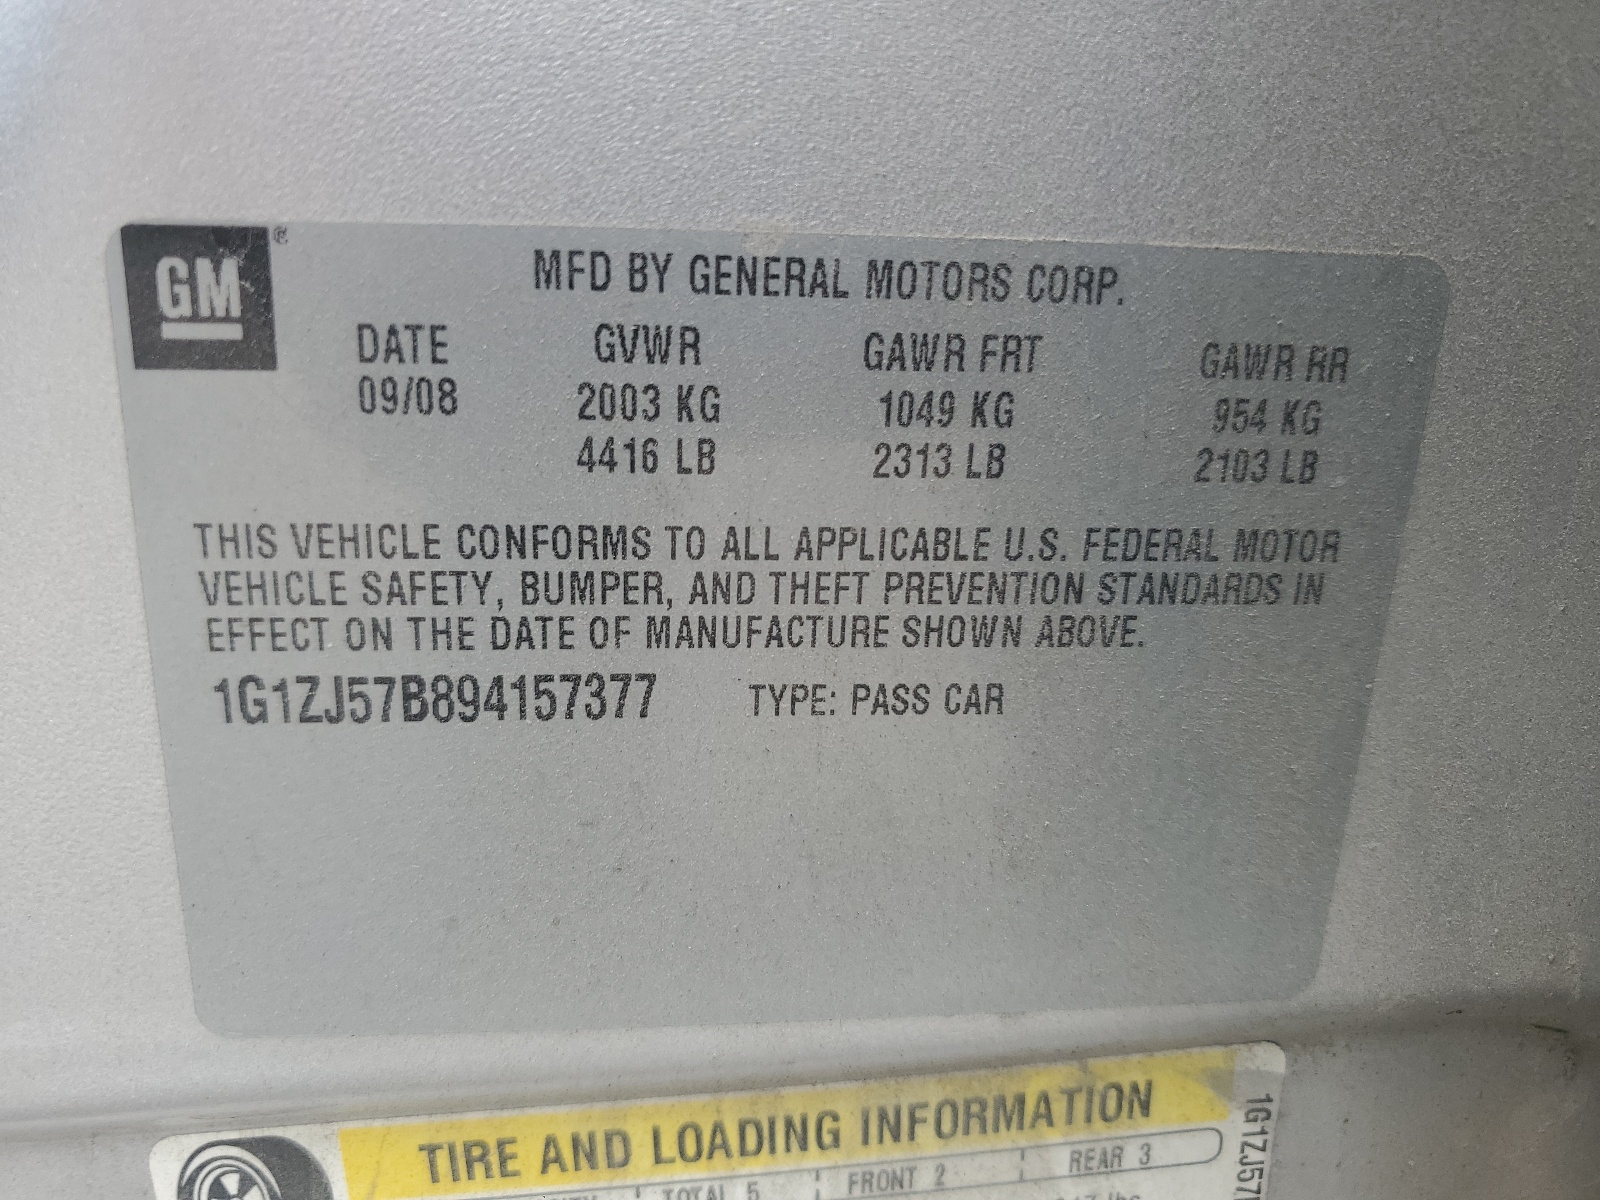 GM ®
MFD BY GENERAL MOTORS CORP.
DATE GVWR GAWR FRT GAWR RR
09/08 2003 KG 1049 KG 954 KG
4416 LB 2313 LB 2103 LB
THIS VEHICLE CONFORMS TO ALL APPLICABLE U.S. FEDERAL MOTOR
VEHICLE SAFETY, BUMPER, AND THEFT PREVENTION STANDARDS IN
EFFECT ON THE DATE OF MANUFACTURE SHOWN ABOVE.
1G1ZJ57B894157377 TYPE: PASS CAR
TIRE AND LOADING INFORMATION
TOTAL 5 FRONT 2 REAR 3
1G1ZJ57